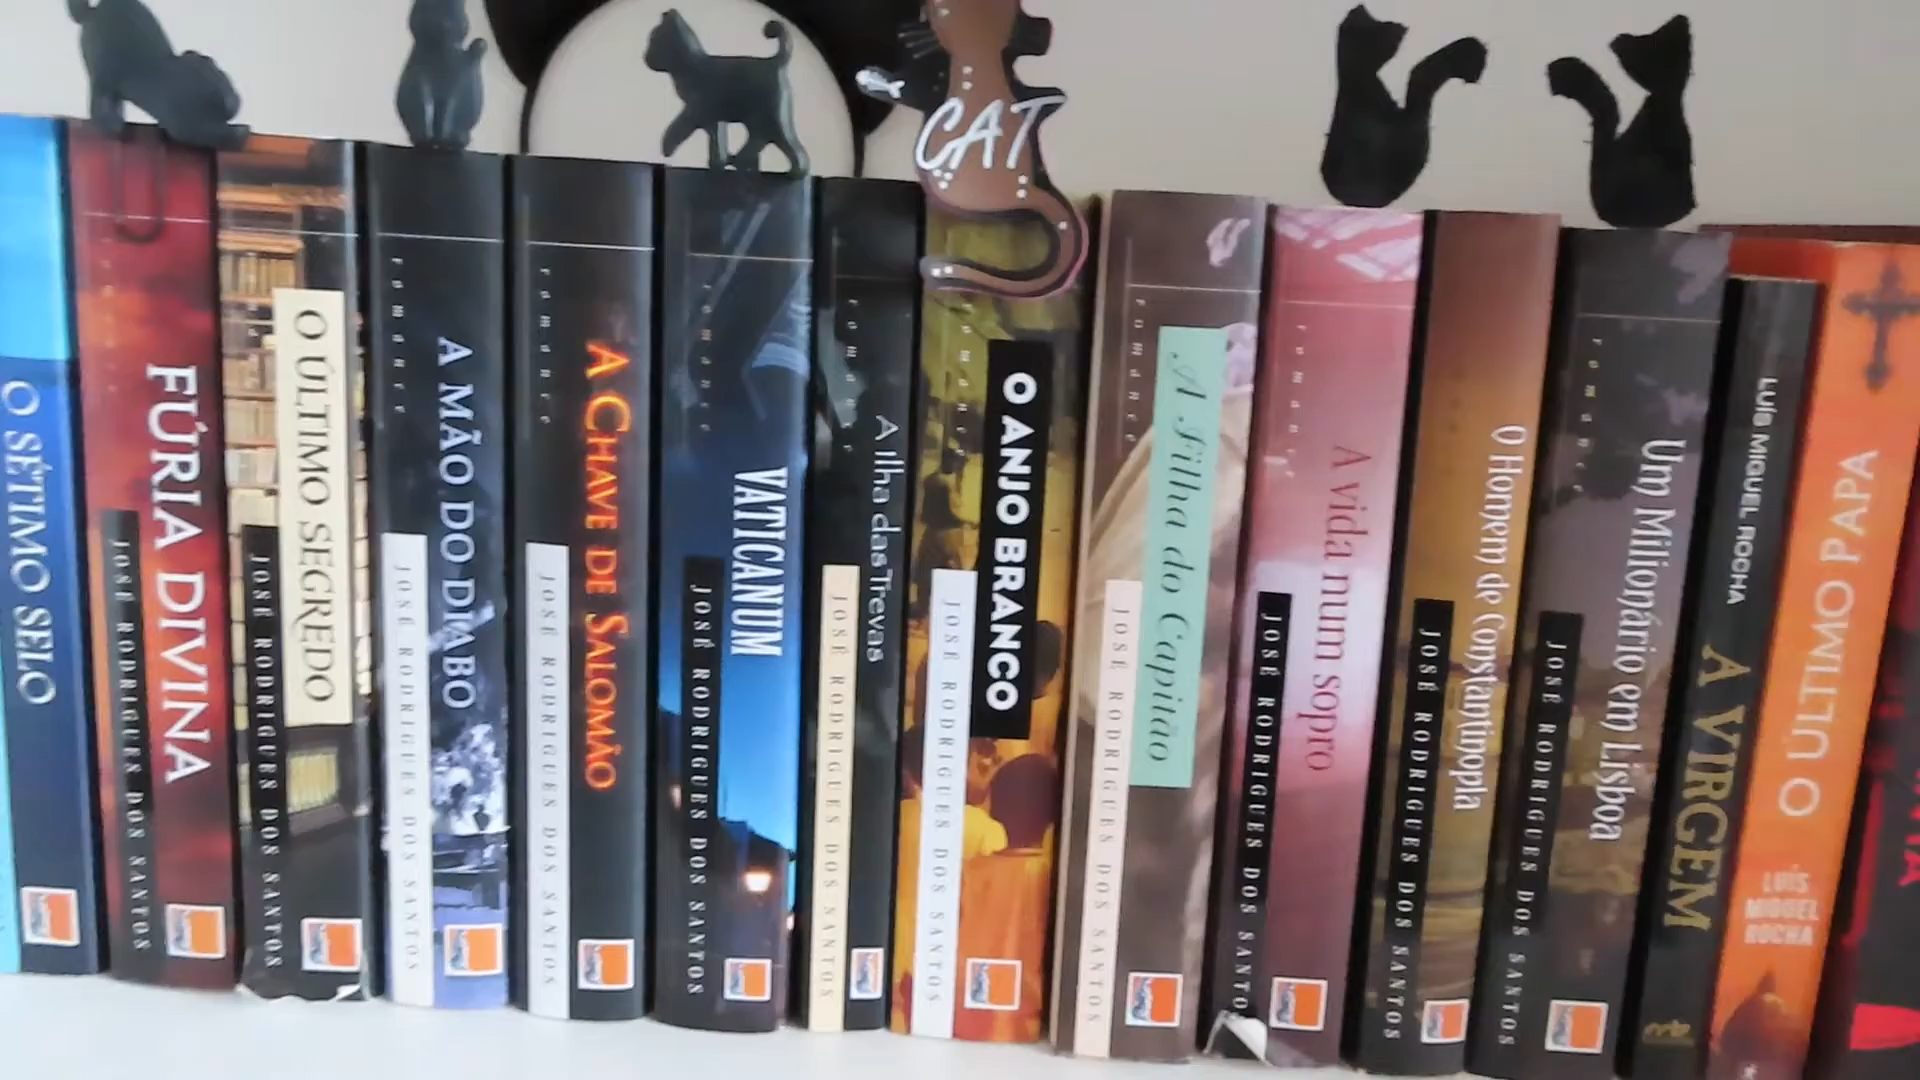 CAT
O SÉTIMO SELO
FÚRIA DIVINA
JOSÉ RODRIGUES DOS SANTOS
O ÚLTIMO SEGREDO
JOSÉ RODRIGUES DOS SANTOS
romance
A MÃO DO DIABO
JOSÉ RODRIGUES DOS SANTOS
romance
A CHAVE DE SALOMÃO
JOSÉ RODRIGUES DOS SANTOS
romance
VATICANUM
JOSÉ RODRIGUES DOS SANTOS
romance
A Ilha das Trevas
JOSÉ RODRIGUES DOS SANTOS
romance
O ANJO BRANCO
JOSÉ RODRIGUES DOS SANTOS
romance
A Filha do Capitão
JOSÉ RODRIGUES DOS SANTOS
romance
A vida num sopro
JOSÉ RODRIGUES DOS SANTOS
O Homem de Constantinopla
JOSÉ RODRIGUES DOS SANTOS
romance
Um Milionário em Lisboa
JOSÉ RODRIGUES DOS SANTOS
LUÍS MIGUEL ROCHA
A VIRGEM
O ÚLTIMO PAPA
LUÍS
MIGUEL
ROCHA